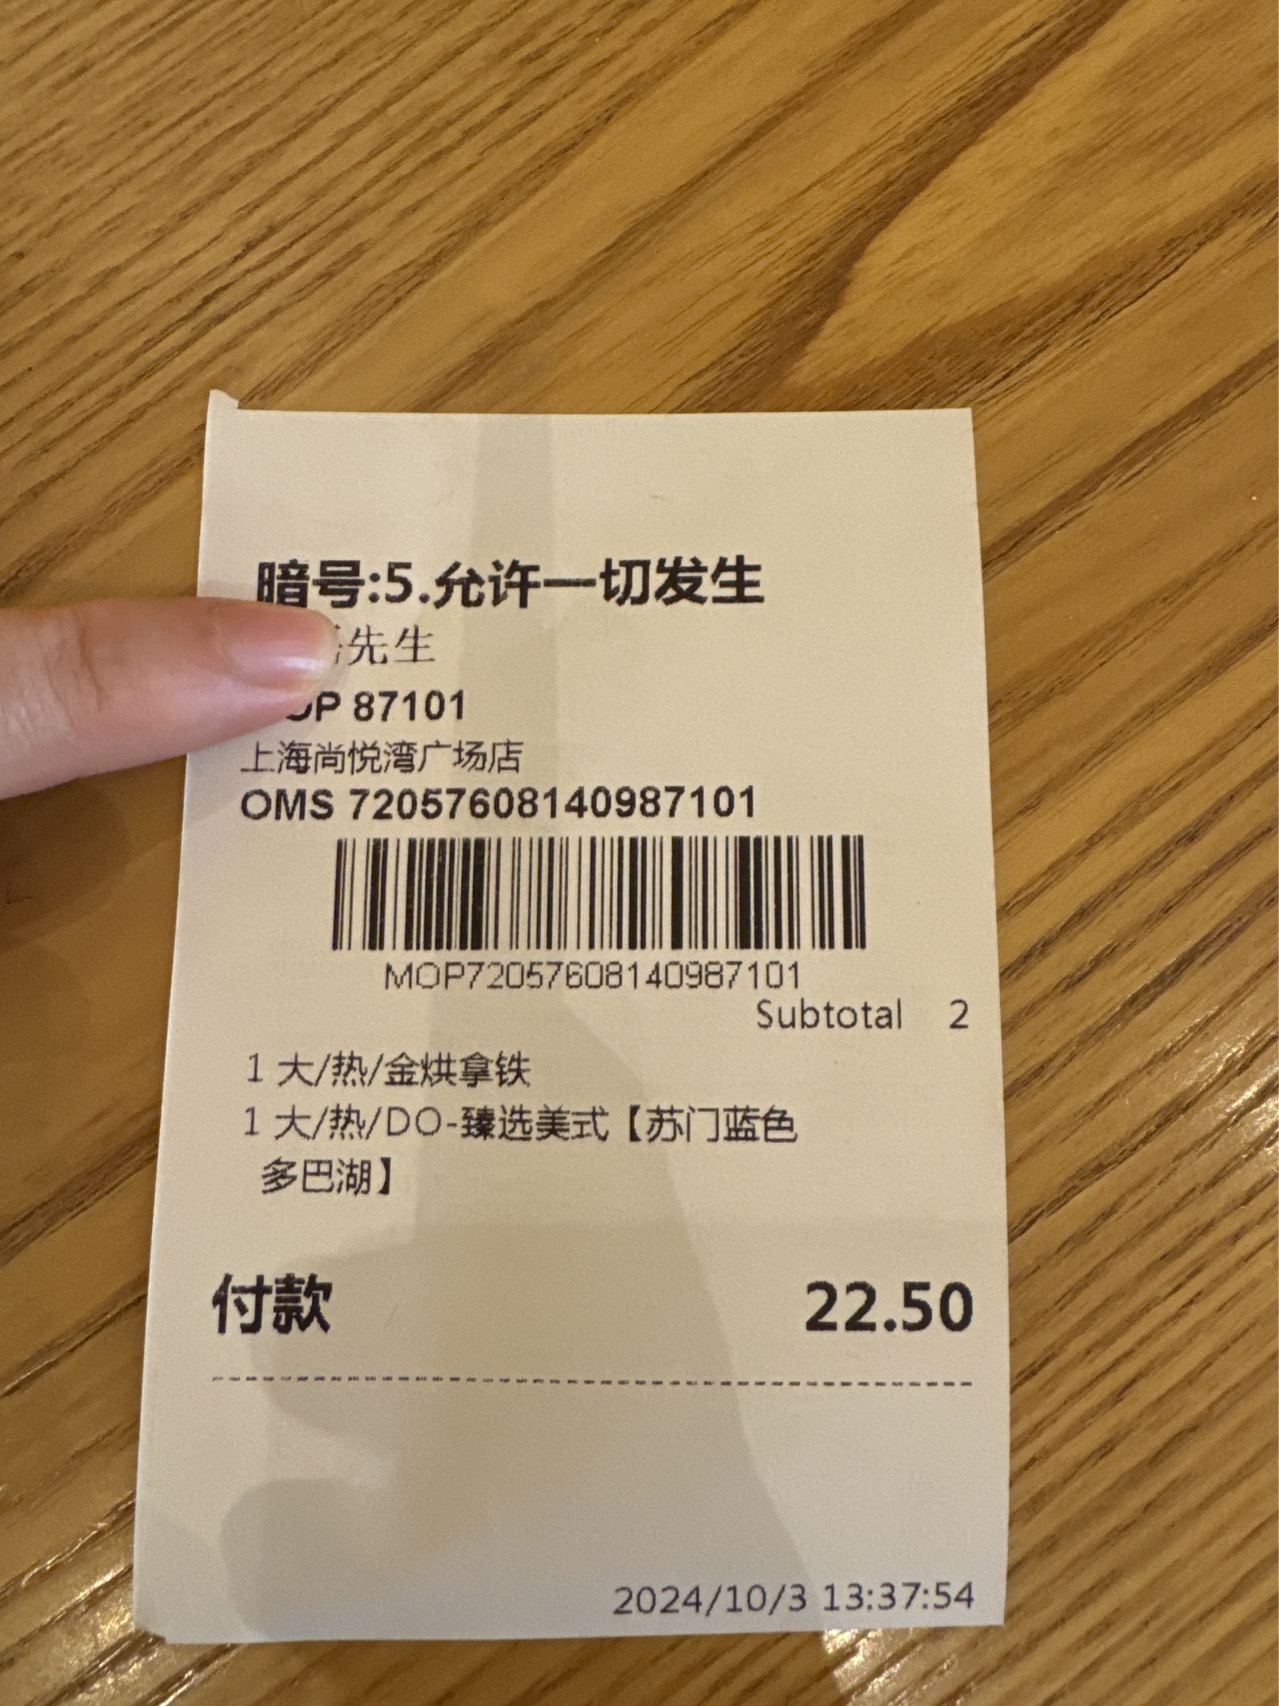 暗号:5.允许一切发生
先生
OP 87101
上海尚悦湾广场店
OMS 72057608140987101
MOP72057608140987101
Subtotal 2
1 大/热/金烘拿铁
1 大/热/DO-臻选美式【苏门蓝色
多巴湖】
付款 22.50
2024/10/3 13:37:54